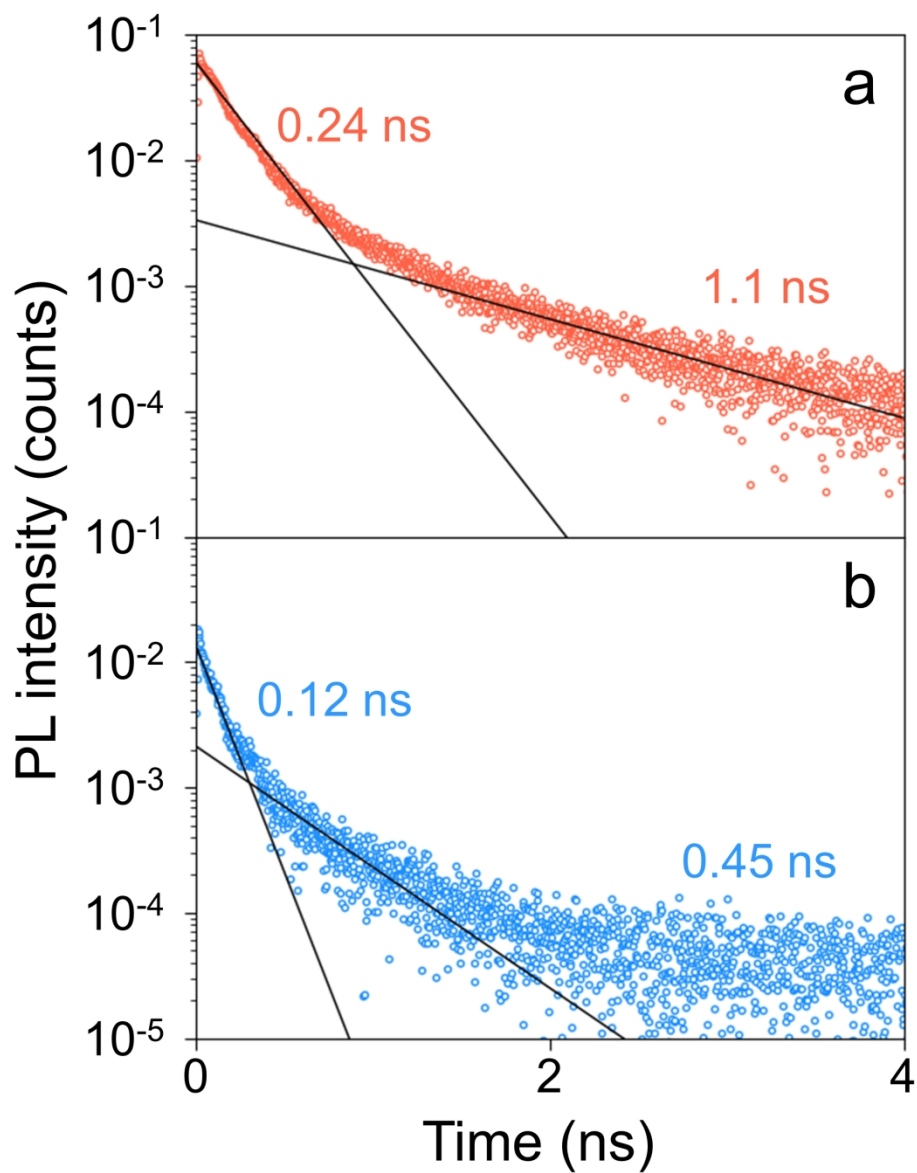 PL intensity (counts)
10⁻¹
a
0.24 ns
10⁻²
10⁻³
1.1 ns
10⁻⁴
10⁻¹
b
10⁻²
0.12 ns
10⁻³
0.45 ns
10⁻⁴
10⁻⁵
0
2
4
Time (ns)